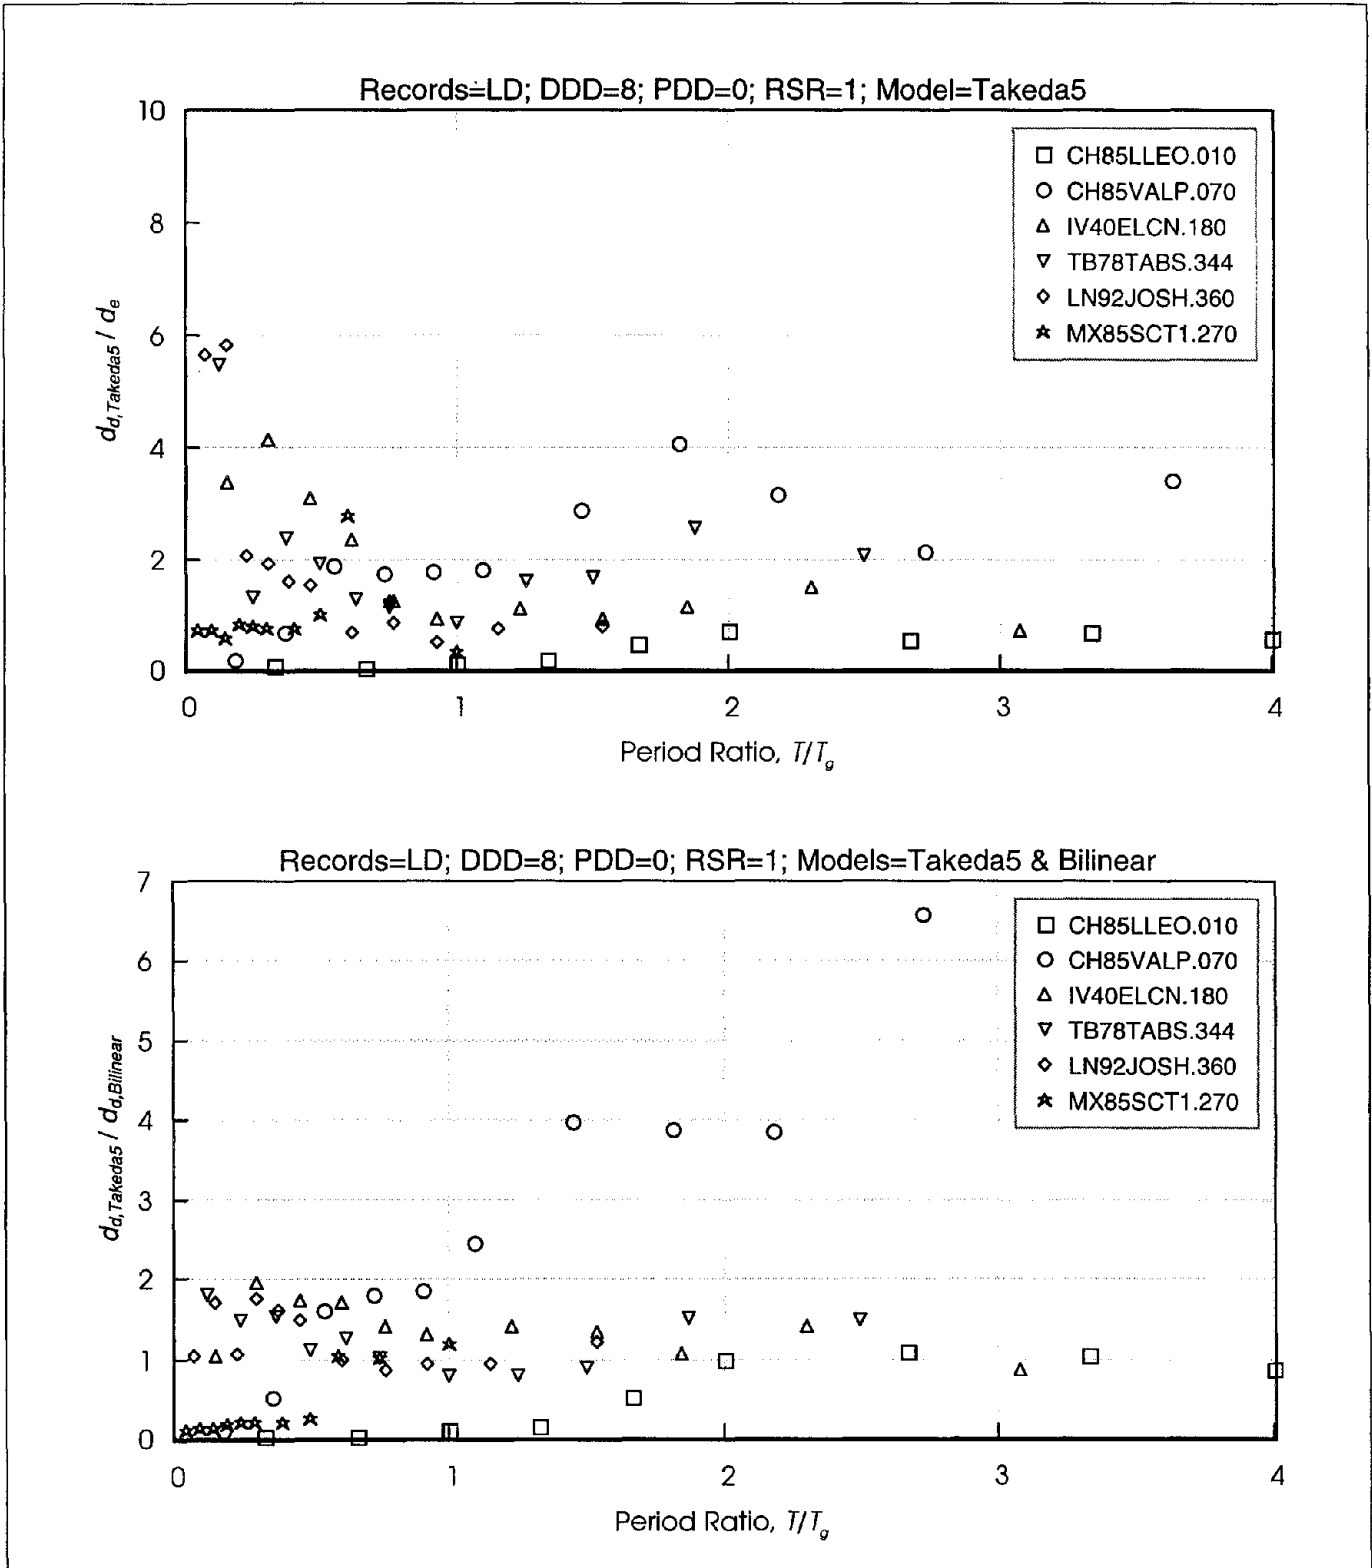 Records=LD; DDD=8; PDD=0; RSR=1; Model=Takeda5
10
8
6
4
2
0
d_d,Takeda5 / d_e
CH85LLEO.010
CH85VALP.070
IV40ELCN.180
TB78TABS.344
LN92JOSH.360
MX85SCT1.270
0 1 2 3 4
Period Ratio, T/T_g
Records=LD; DDD=8; PDD=0; RSR=1; Models=Takeda5 & Bilinear
7
6
5
4
3
2
1
0
d_d,Takeda5 / d_d,Bilinear
CH85LLEO.010
CH85VALP.070
IV40ELCN.180
TB78TABS.344
LN92JOSH.360
MX85SCT1.270
0 1 2 3 4
Period Ratio, T/T_g